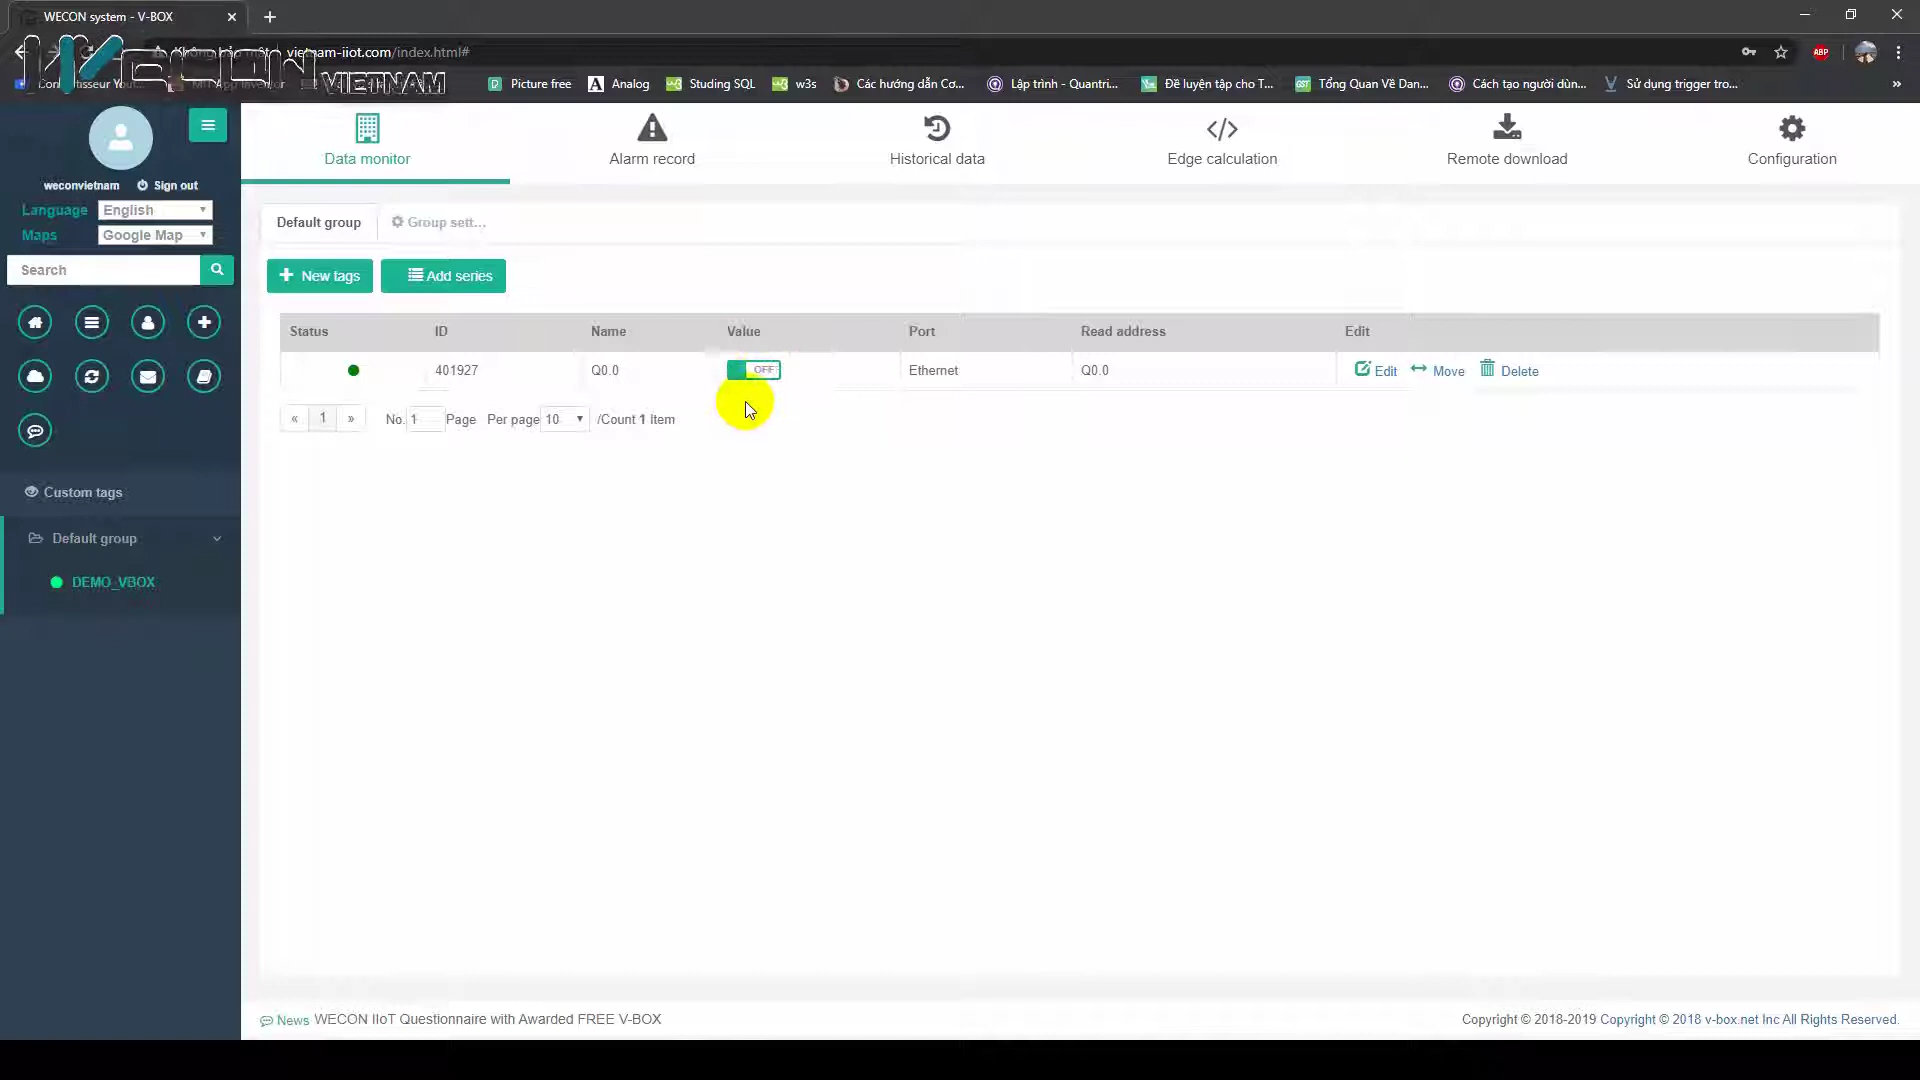 WECON system - V-BOX
vietnam-iiot.com/index.html#
WECON
VIETNAM
Picture free
Analog
Studing SQL
w3s
Các hướng dẫn Cơ...
Lập trình - Quantri...
Đề luyện tập cho T...
Tổng Quan Về Dan...
Cách tạo người dùn...
Sử dụng trigger tro...
»
ABP
weconvietnam
Sign out
Language
English
Maps
Google Map
Search
Custom tags
Default group
DEMO_VBOX
Data monitor
Alarm record
Historical data
Edge calculation
Remote download
Configuration
Default group
Group sett...
New tags
Add series
Status ID Name Value Port Read address Edit
401927 Q0.0 OFF Ethernet Q0.0 Edit Move Delete
« 1 » No. 1 Page Per page 10 /Count 1 Item
News WECON IIoT Questionnaire with Awarded FREE V-BOX
Copyright © 2018-2019 Copyright © 2018 v-box.net Inc All Rights Reserved.